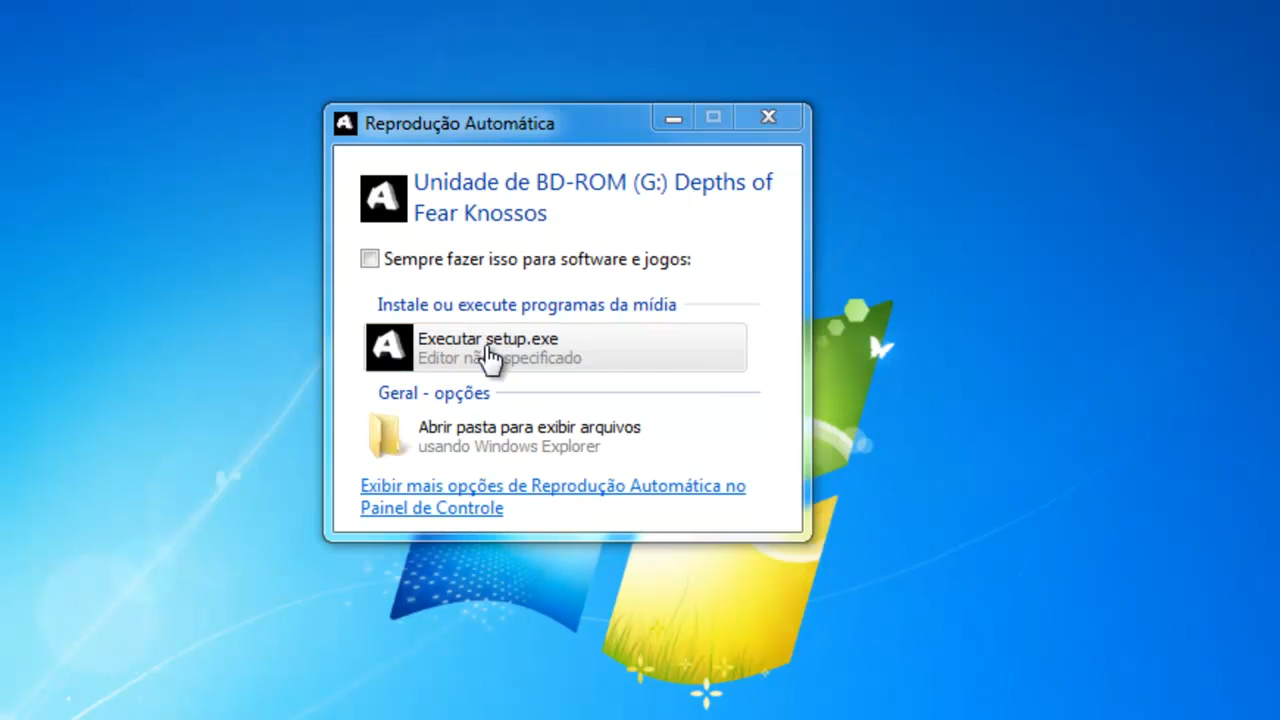 Reprodução Automática
Unidade de BD-ROM (G:) Depths of
Fear Knossos
Sempre fazer isso para software e jogos:
Instale ou execute programas da mídia
Executar setup.exe
Editor não especificado
Geral - opções
Abrir pasta para exibir arquivos
usando Windows Explorer
Exibir mais opções de Reprodução Automática no
Painel de Controle